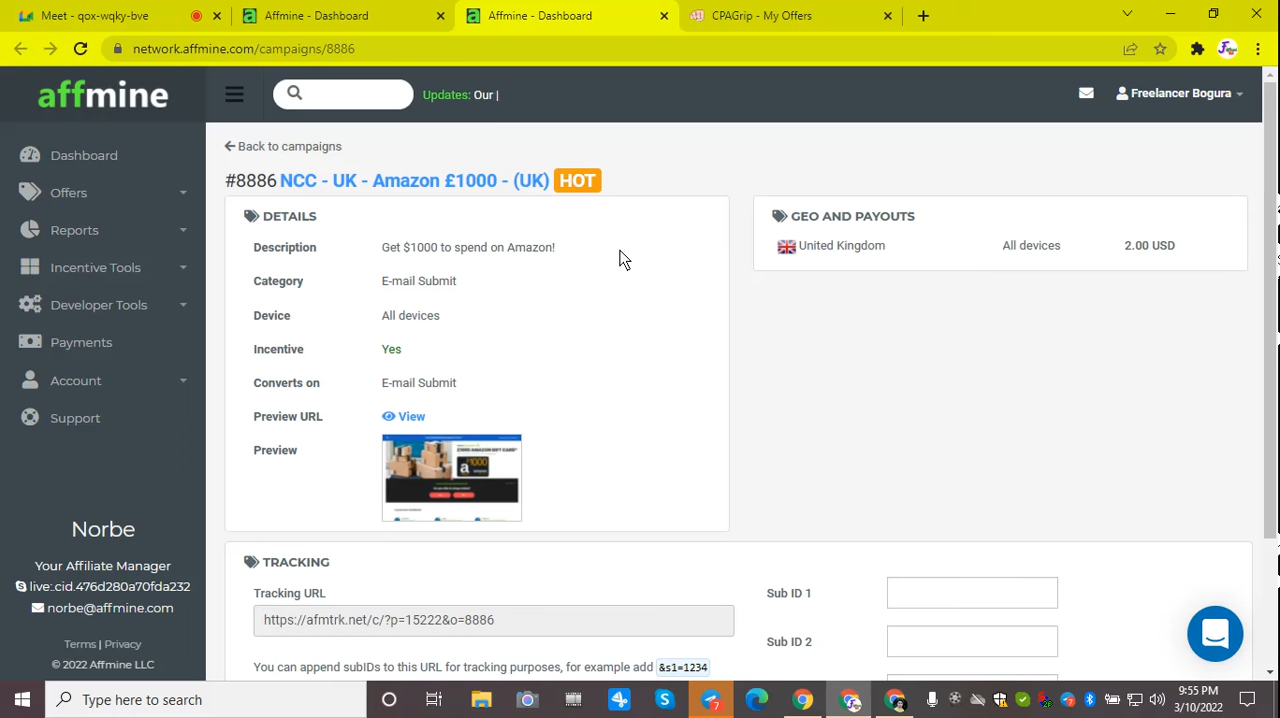 Meet - qox-wqky-bve
Affmine - Dashboard
Affmine - Dashboard
CPAGrip - My Offers
network.affmine.com/campaigns/8886
affmine
Updates: Our |
Freelancer Bogura
Dashboard
Offers
Reports
Incentive Tools
Developer Tools
Payments
Account
Support
Norbe
Your Affiliate Manager
live:.cid.476d280a70fda232
norbe@affmine.com
Terms | Privacy
© 2022 Affmine LLC
Back to campaigns
#8886 NCC - UK - Amazon £1000 - (UK) HOT
DETAILS
Description Get $1000 to spend on Amazon!
Category E-mail Submit
Device All devices
Incentive Yes
Converts on E-mail Submit
Preview URL View
Preview
GEO AND PAYOUTS
United Kingdom All devices 2.00 USD
TRACKING
Tracking URL
https://afmtrk.net/c/?p=15222&o=8886
You can append subIDs to this URL for tracking purposes, for example add &s1=1234
Sub ID 1
Sub ID 2
Type here to search
7
9:55 PM
3/10/2022